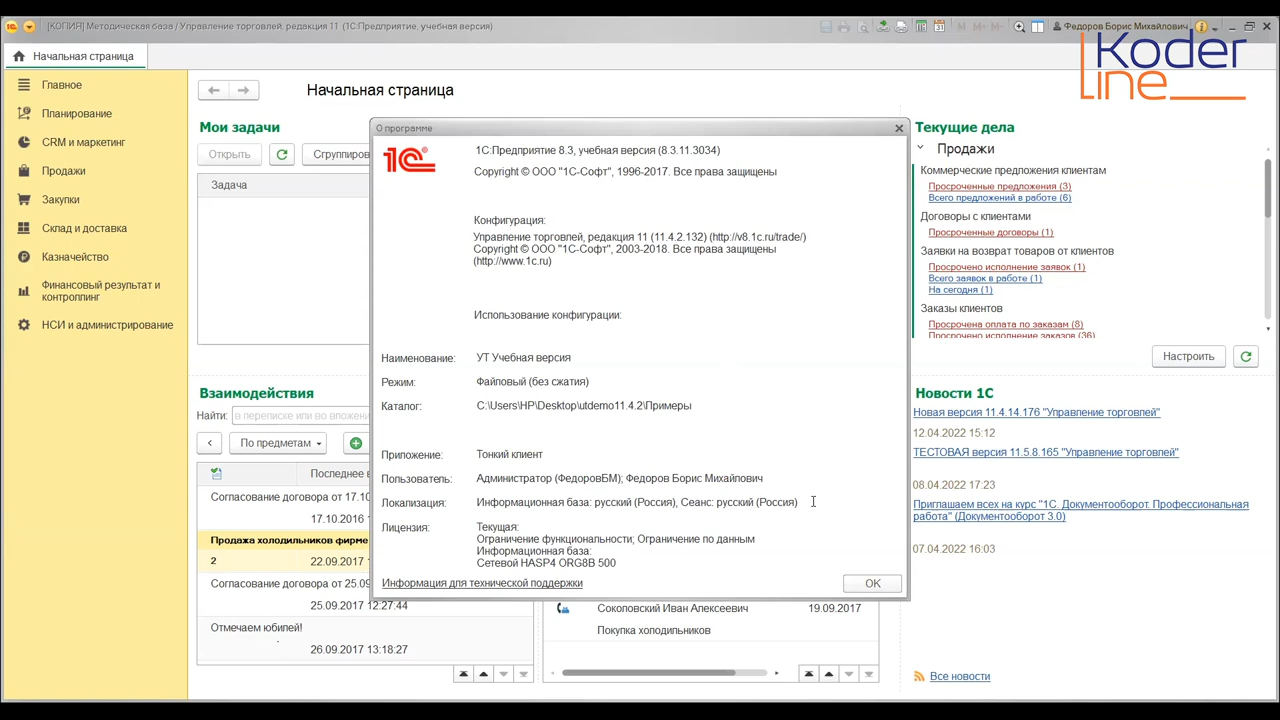 [КОПИЯ] Методическая база / Управление торговлей, редакция 11 (1С:Предприятие, учебная версия)
Федоров Борис Михайлович
Koder
line
Начальная страница
Главное
Планирование
CRM и маркетинг
Продажи
Закупки
Склад и доставка
Казначейство
Финансовый результат и
контроллинг
НСИ и администрирование
Начальная страница
Мои задачи
Открыть
Сгруппиров
Задача
Взаимодействия
Найти:
в переписке или во вложени
По предметам
Последнее в
Согласование договора от 17.10
17.10.2016
Продажа холодильников фирме
2
22.09.2017
Согласование договора от 25.09
25.09.2017 12:27:44
Отмечаем юбилей!
26.09.2017 13:18:27
О программе
1С:Предприятие 8.3, учебная версия (8.3.11.3034)
Copyright © ООО "1С-Софт", 1996-2017. Все права защищены
Конфигурация:
Управление торговлей, редакция 11 (11.4.2.132) (http://v8.1c.ru/trade/)
Copyright © ООО "1С-Софт", 2003-2018. Все права защищены
(http://www.1c.ru)
Использование конфигурации:
Наименование: УТ Учебная версия
Режим: Файловый (без сжатия)
Каталог: C:\Users\HP\Desktop\utdemo11.4.2\Примеры
Приложение: Тонкий клиент
Пользователь: Администратор (ФедоровБМ); Федоров Борис Михайлович
Локализация: Информационная база: русский (Россия), Сеанс: русский (Россия)
Лицензия: Текущая:
Ограничение функциональности; Ограничение по данным
Информационная база:
Сетевой HASP4 ORG8B 500
Информация для технической поддержки
OK
Соколовский Иван Алексеевич 19.09.2017
Покупка холодильников
Текущие дела
Продажи
Коммерческие предложения клиентам
Просроченные предложения (3)
Всего предложений в работе (6)
Договоры с клиентами
Просроченные договоры (1)
Заявки на возврат товаров от клиентов
Просрочено исполнение заявок (1)
Всего заявок в работе (1)
На сегодня (1)
Заказы клиентов
Просрочена оплата по заказам (8)
Просрочено исполнение заказов (36)
Настроить
Новости 1С
Новая версия 11.4.14.176 "Управление торговлей"
12.04.2022 15:12
ТЕСТОВАЯ версия 11.5.8.165 "Управление торговлей"
08.04.2022 17:23
Приглашаем всех на курс "1С. Документооборот. Профессиональная
работа" (Документооборот 3.0)
07.04.2022 16:03
Все новости